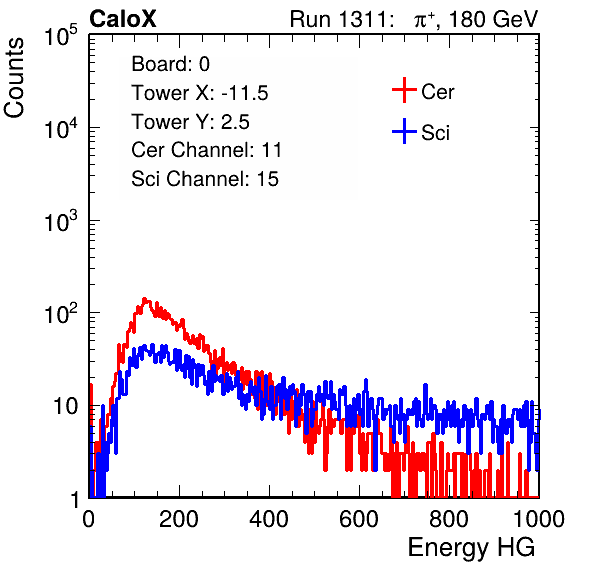 CaloX Run 1311: π⁺, 180 GeV
Counts
10⁵
10⁴
10³
10²
10
1
Board: 0
Tower X: -11.5
Tower Y: 2.5
Cer Channel: 11
Sci Channel: 15
Cer
Sci
0 200 400 600 800 1000
Energy HG